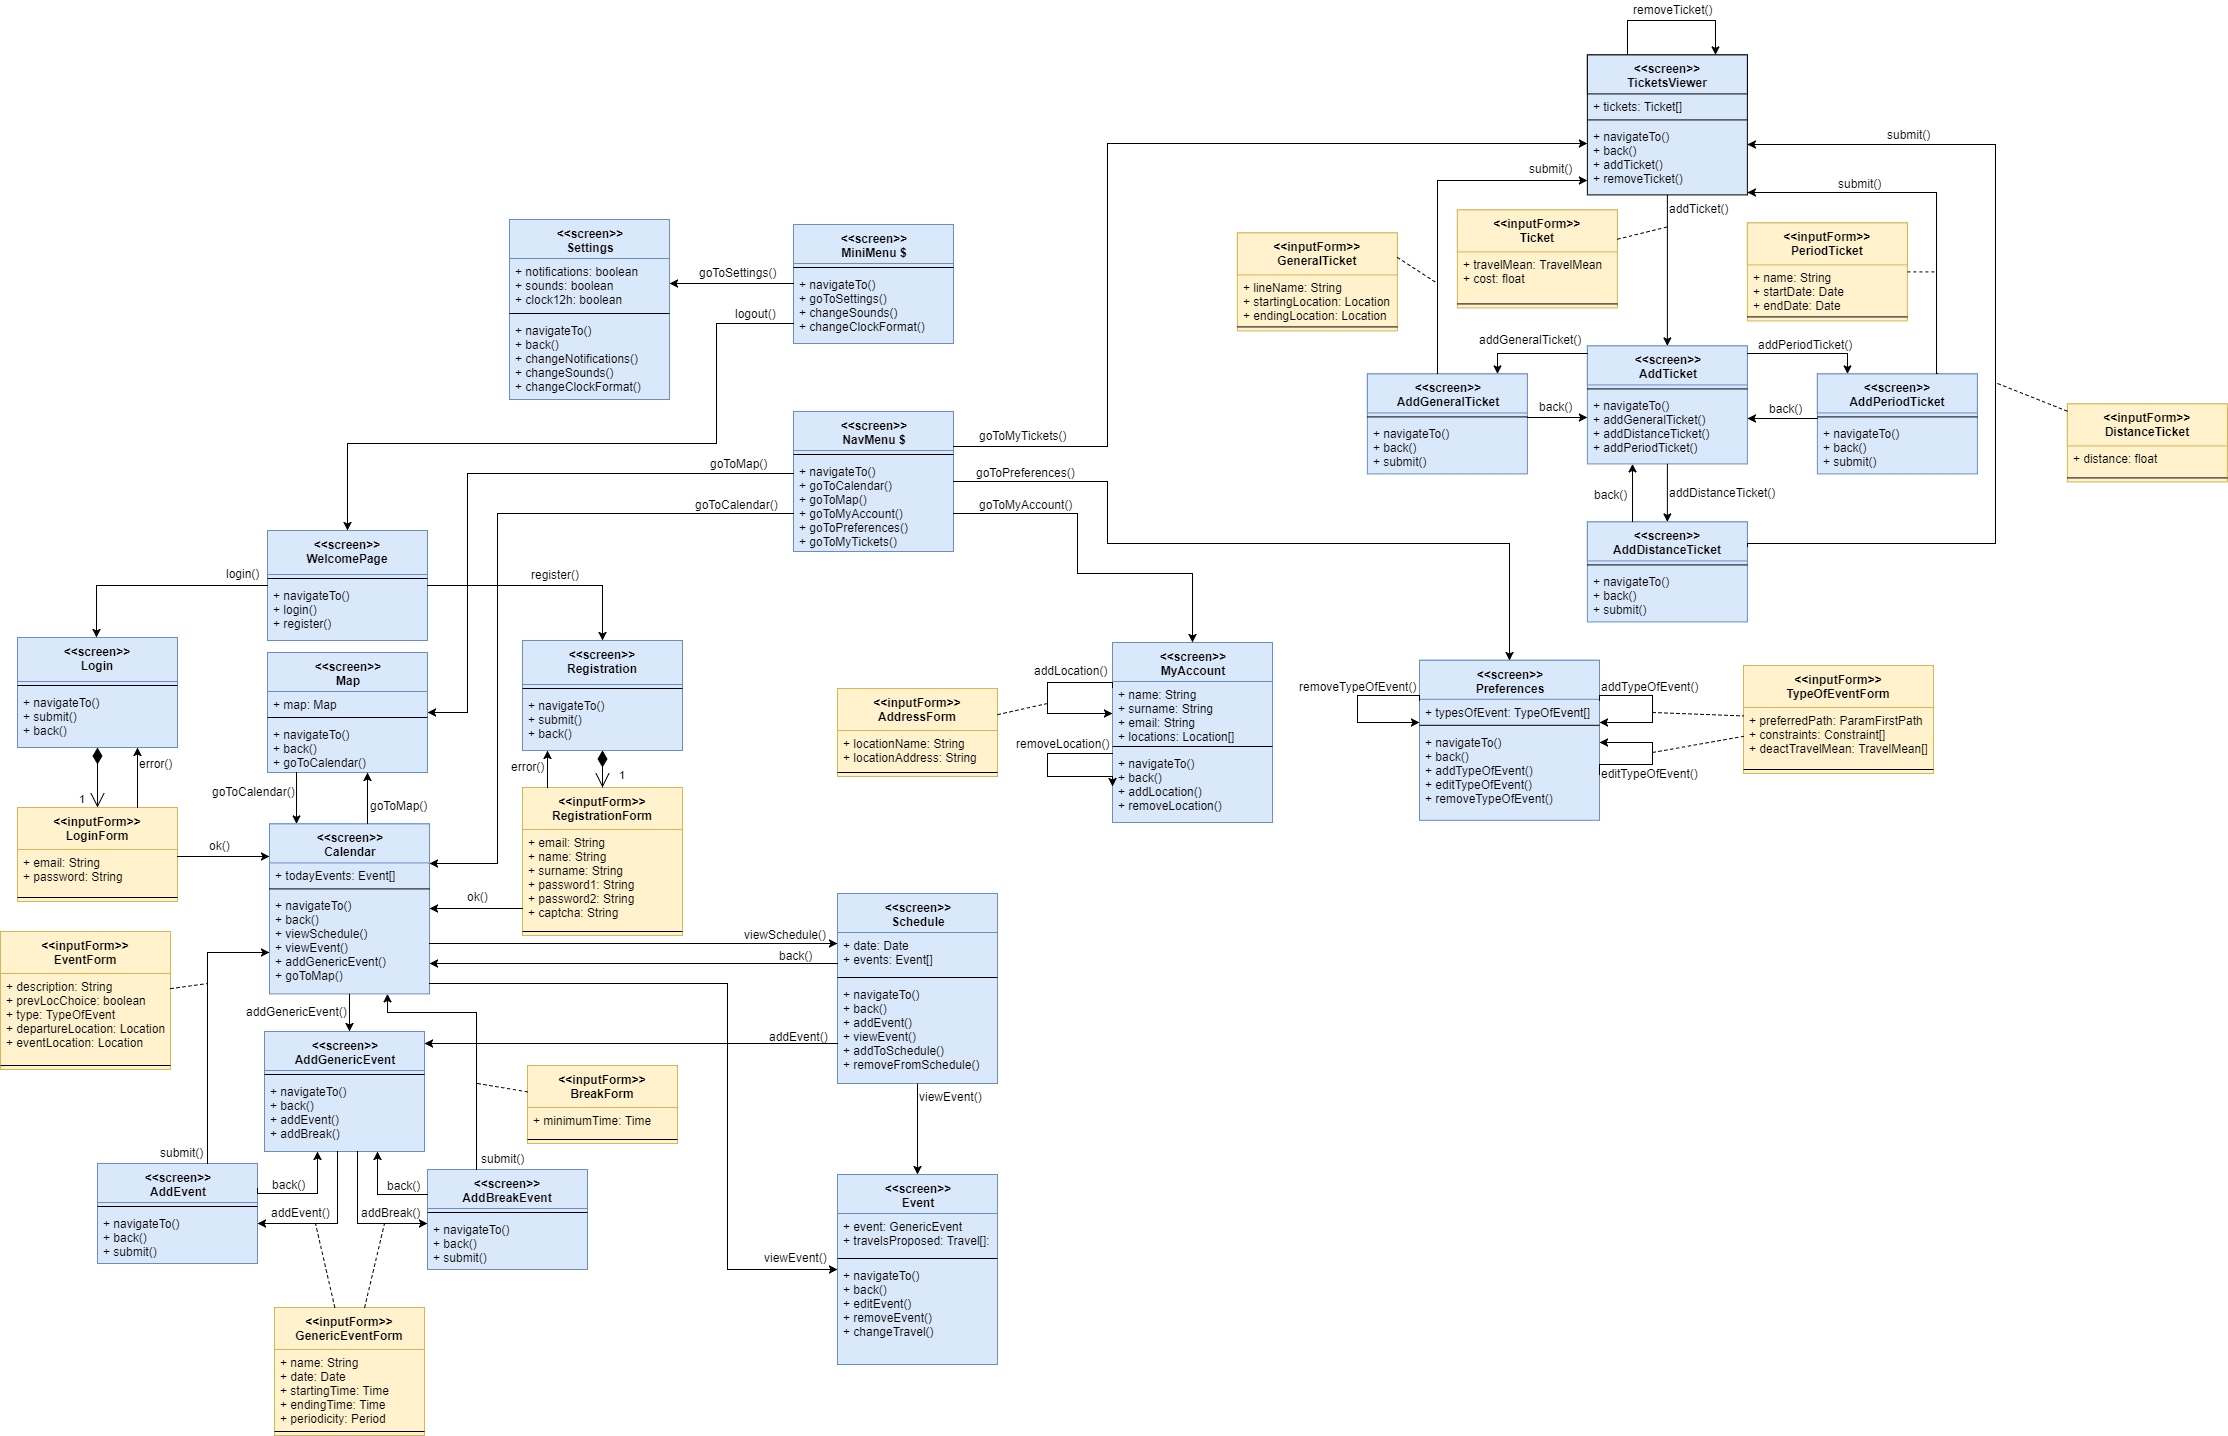 removeTicket()
<<screen>>
TicketsViewer
+ tickets: Ticket[]
+ navigateTo()
+ back()
+ addTicket()
+ removeTicket()
submit()
submit()
submit()
addTicket()
<<inputForm>>
Ticket
+ travelMean: TravelMean
+ cost: float
<<inputForm>>
GeneralTicket
+ lineName: String
+ startingLocation: Location
+ endingLocation: Location
<<inputForm>>
PeriodTicket
+ name: String
+ startDate: Date
+ endDate: Date
<<screen>>
Settings
+ notifications: boolean
+ sounds: boolean
+ clock12h: boolean
+ navigateTo()
+ back()
+ changeNotifications()
+ changeSounds()
+ changeClockFormat()
goToSettings()
logout()
<<screen>>
MiniMenu $
+ navigateTo()
+ goToSettings()
+ changeSounds()
+ changeClockFormat()
addGeneralTicket()
addPeriodTicket()
<<screen>>
AddTicket
+ navigateTo()
+ addGeneralTicket()
+ addDistanceTicket()
+ addPeriodTicket()
<<screen>>
AddGeneralTicket
+ navigateTo()
+ back()
+ submit()
back()
back()
<<screen>>
AddPeriodTicket
+ navigateTo()
+ back()
+ submit()
<<inputForm>>
DistanceTicket
+ distance: float
back()
addDistanceTicket()
<<screen>>
AddDistanceTicket
+ navigateTo()
+ back()
+ submit()
<<screen>>
NavMenu $
+ navigateTo()
+ goToCalendar()
+ goToMap()
+ goToMyAccount()
+ goToPreferences()
+ goToMyTickets()
goToMyTickets()
goToPreferences()
goToMyAccount()
goToMap()
goToCalendar()
<<screen>>
WelcomePage
+ navigateTo()
+ login()
+ register()
login()
register()
<<screen>>
Login
+ navigateTo()
+ submit()
+ back()
<<screen>>
Map
+ map: Map
+ navigateTo()
+ back()
+ goToCalendar()
<<screen>>
Registration
+ navigateTo()
+ submit()
+ back()
error()
1
error()
1
goToCalendar()
goToMap()
<<inputForm>>
LoginForm
+ email: String
+ password: String
ok()
<<inputForm>>
RegistrationForm
+ email: String
+ name: String
+ surname: String
+ password1: String
+ password2: String
+ captcha: String
ok()
<<screen>>
Calendar
+ todayEvents: Event[]
+ navigateTo()
+ back()
+ viewSchedule()
+ viewEvent()
+ addGenericEvent()
+ goToMap()
addLocation()
removeLocation()
<<inputForm>>
AddressForm
+ locationName: String
+ locationAddress: String
<<screen>>
MyAccount
+ name: String
+ surname: String
+ email: String
+ locations: Location[]
+ navigateTo()
+ back()
+ addLocation()
+ removeLocation()
removeTypeOfEvent()
<<screen>>
Preferences
+ typesOfEvent: TypeOfEvent[]
+ navigateTo()
+ back()
+ addTypeOfEvent()
+ editTypeOfEvent()
+ removeTypeOfEvent()
addTypeOfEvent()
editTypeOfEvent()
<<inputForm>>
TypeOfEventForm
+ preferredPath: ParamFirstPath
+ constraints: Constraint[]
+ deactTravelMean: TravelMean[]
viewSchedule()
back()
<<screen>>
Schedule
+ date: Date
+ events: Event[]
+ navigateTo()
+ back()
+ addEvent()
+ viewEvent()
+ addToSchedule()
+ removeFromSchedule()
<<inputForm>>
EventForm
+ description: String
+ prevLocChoice: boolean
+ type: TypeOfEvent
+ departureLocation: Location
+ eventLocation: Location
addGenericEvent()
addEvent()
<<screen>>
AddGenericEvent
+ navigateTo()
+ back()
+ addEvent()
+ addBreak()
<<inputForm>>
BreakForm
+ minimumTime: Time
viewEvent()
submit()
submit()
<<screen>>
AddEvent
+ navigateTo()
+ back()
+ submit()
back()
addEvent()
back()
addBreak()
<<screen>>
AddBreakEvent
+ navigateTo()
+ back()
+ submit()
viewEvent()
<<screen>>
Event
+ event: GenericEvent
+ travelsProposed: Travel[]:
+ navigateTo()
+ back()
+ editEvent()
+ removeEvent()
+ changeTravel()
<<inputForm>>
GenericEventForm
+ name: String
+ date: Date
+ startingTime: Time
+ endingTime: Time
+ periodicity: Period